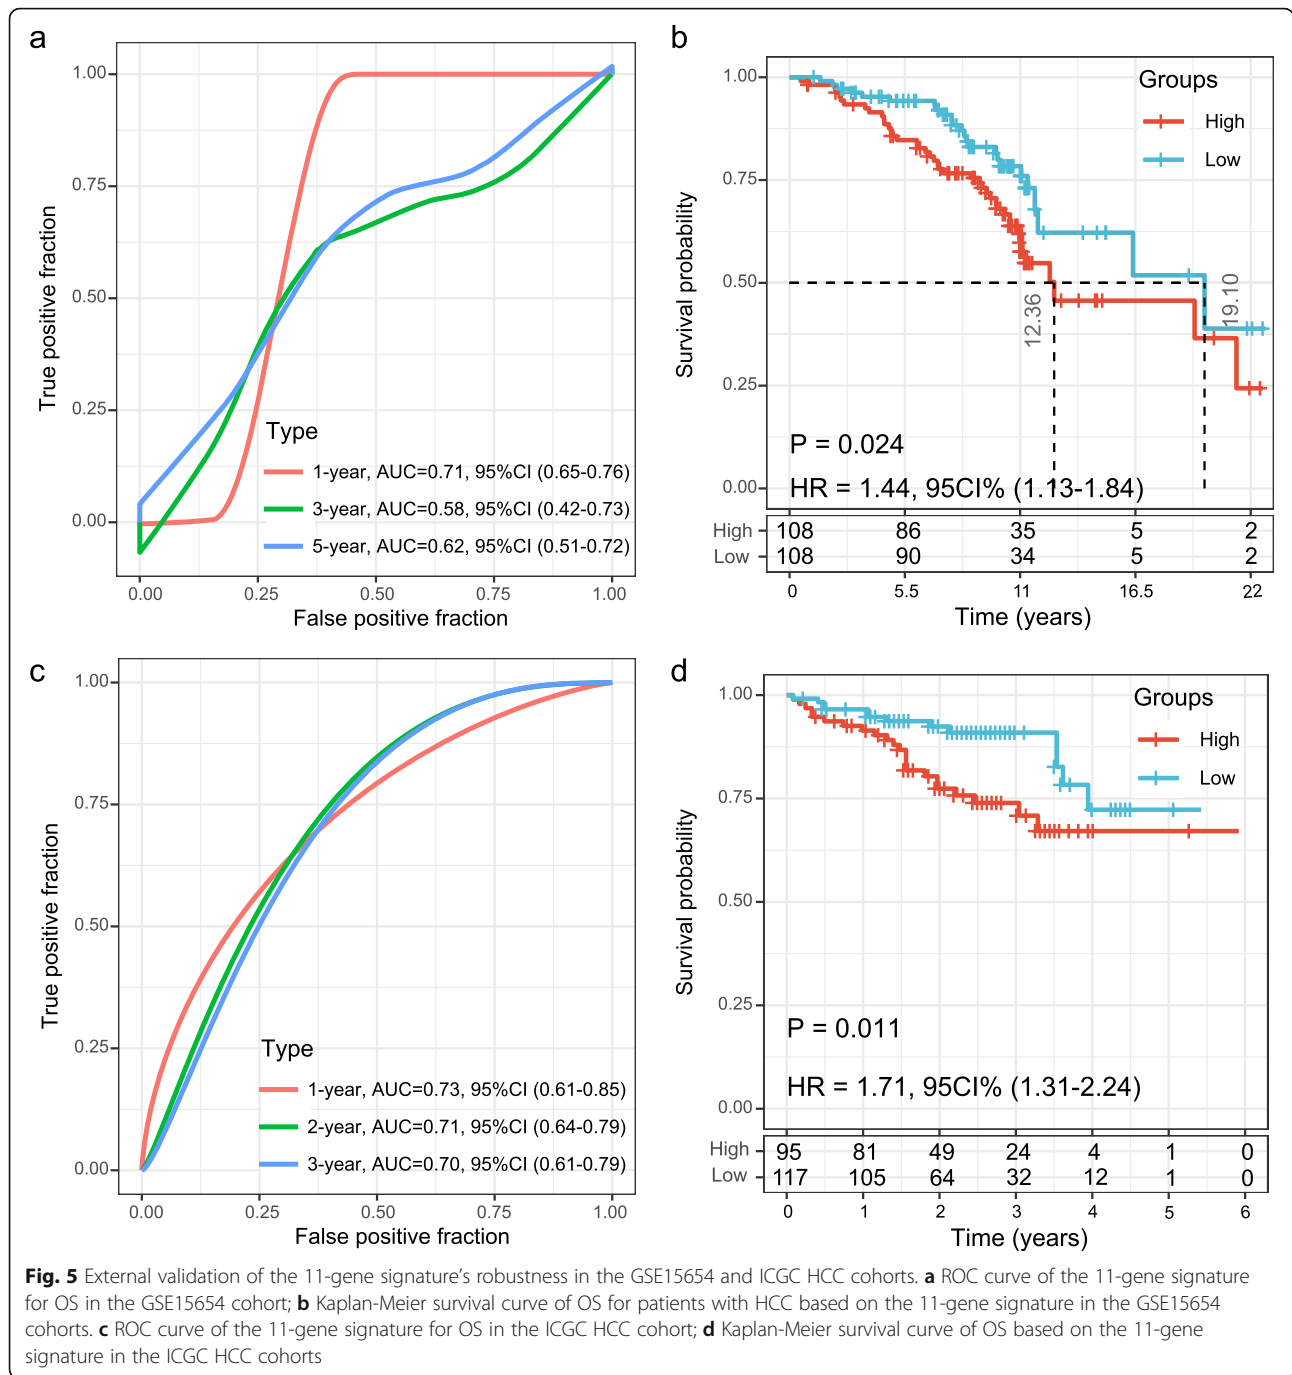 a
1.00
0.75
0.50
0.25
0.00
True positive fraction
Type
1-year, AUC=0.71, 95%CI (0.65-0.76)
3-year, AUC=0.58, 95%CI (0.42-0.73)
5-year, AUC=0.62, 95%CI (0.51-0.72)
0.00 0.25 0.50 0.75 1.00
False positive fraction
b
1.00
0.75
0.50
0.25
0.00
Survival probability
Groups
High
Low
12.36
19.10
P = 0.024
HR = 1.44, 95CI% (1.13-1.84)
High 108 86 35 5 2
Low 108 90 34 5 2
0 5.5 11 16.5 22
Time (years)
c
1.00
0.75
0.50
0.25
0.00
True positive fraction
Type
1-year, AUC=0.73, 95%CI (0.61-0.85)
2-year, AUC=0.71, 95%CI (0.64-0.79)
3-year, AUC=0.70, 95%CI (0.61-0.79)
0.00 0.25 0.50 0.75 1.00
False positive fraction
d
1.00
0.75
0.50
0.25
0.00
Survival probability
Groups
High
Low
P = 0.011
HR = 1.71, 95CI% (1.31-2.24)
High 95 81 49 24 4 1 0
Low 117 105 64 32 12 1 0
0 1 2 3 4 5 6
Time (years)
Fig. 5 External validation of the 11-gene signature's robustness in the GSE15654 and ICGC HCC cohorts. a ROC curve of the 11-gene signature
for OS in the GSE15654 cohort; b Kaplan-Meier survival curve of OS for patients with HCC based on the 11-gene signature in the GSE15654
cohorts. c ROC curve of the 11-gene signature for OS in the ICGC HCC cohort; d Kaplan-Meier survival curve of OS based on the 11-gene
signature in the ICGC HCC cohorts